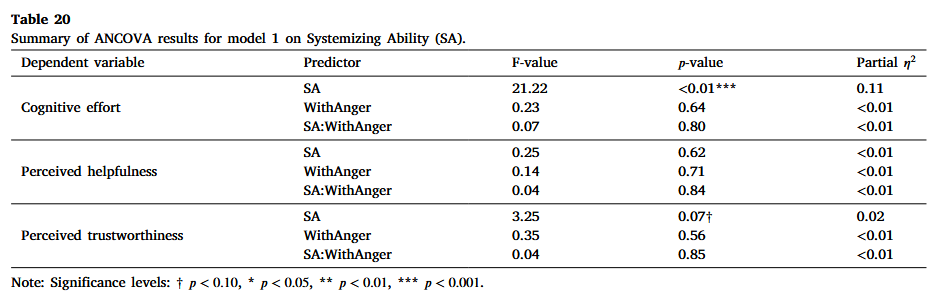 Table 20
Summary of ANCOVA results for model 1 on Systemizing Ability (SA).
Dependent variable Predictor F-value p-value Partial η²
SA 21.22 <0.01*** 0.11
Cognitive effort WithAnger 0.23 0.64 <0.01
SA:WithAnger 0.07 0.80 <0.01
SA 0.25 0.62 <0.01
Perceived helpfulness WithAnger 0.14 0.71 <0.01
SA:WithAnger 0.04 0.84 <0.01
SA 3.25 0.07† 0.02
Perceived trustworthiness WithAnger 0.35 0.56 <0.01
SA:WithAnger 0.04 0.85 <0.01
Note: Significance levels: † p < 0.10, * p < 0.05, ** p < 0.01, *** p < 0.001.